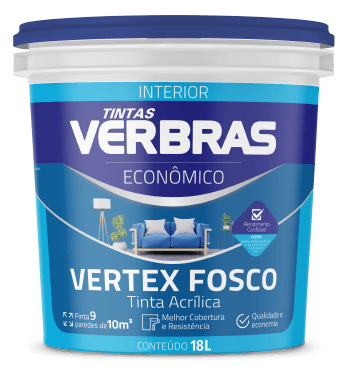 INTERIOR
TINTAS
VERBRAS
ECONÔMICO
Rendimento
Confiável
VERTEX FOSCO
Tinta Acrílica
Pinta 9
paredes de 10m²
Melhor Cobertura
e Resistência
Qualidade e
economia
CONTEÚDO 18L